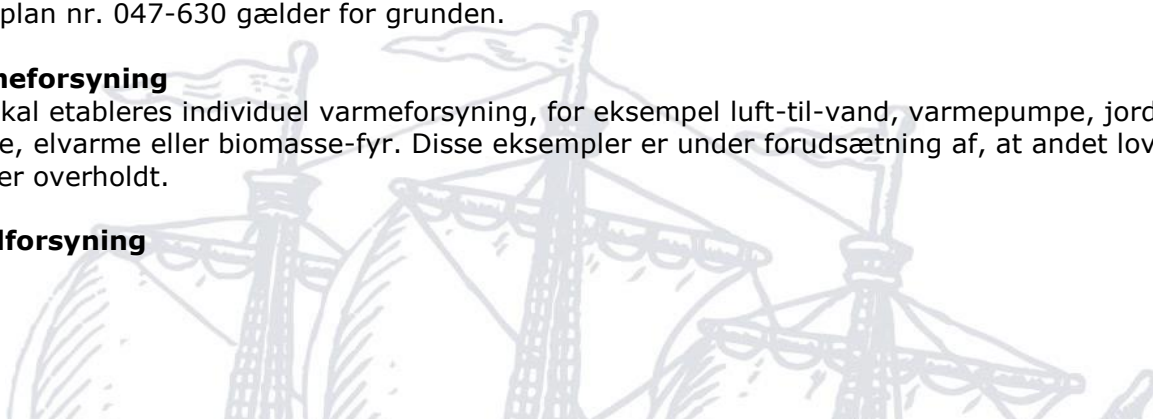 plan nr. 047-630 gælder for grunden.
neforsyning
kal etableres individuel varmeforsyning, for eksempel luft-til-vand, varmepumpe, jord
e, elvarme eller biomasse-fyr. Disse eksempler er under forudsætning af, at andet lov
er overholdt.
lforsyning